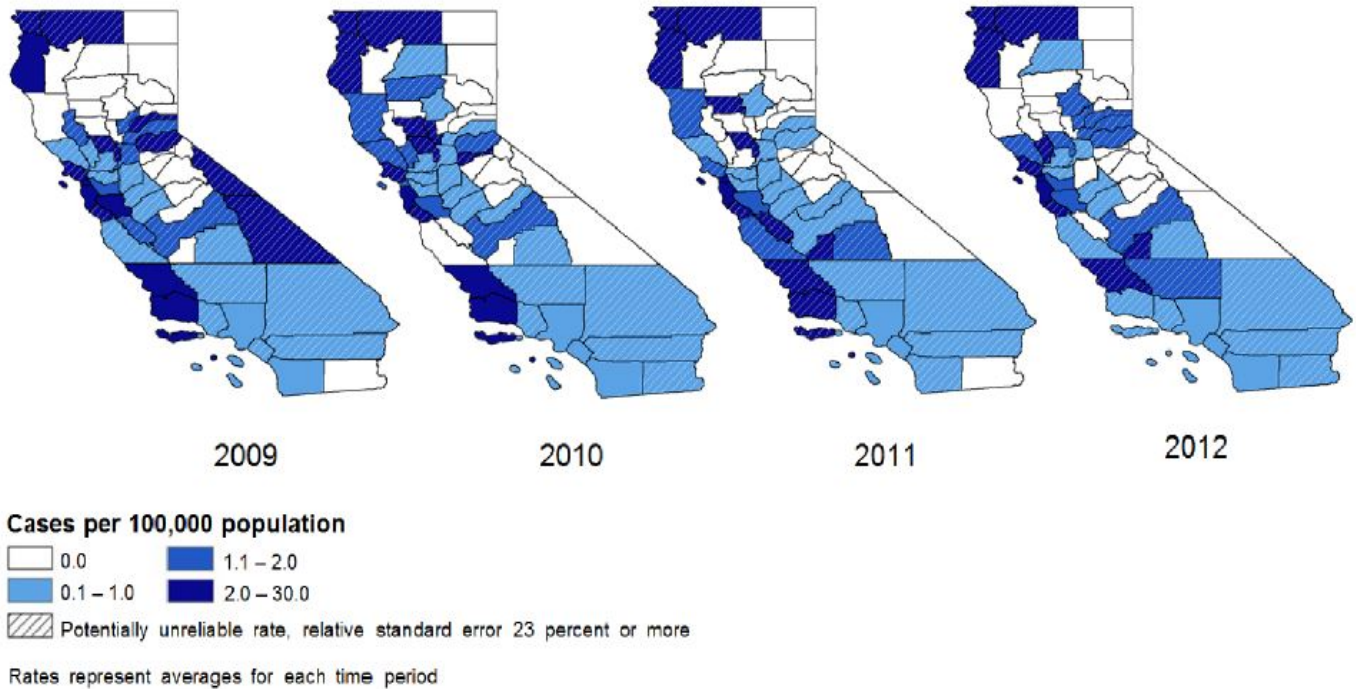 2009 2010 2011 2012
Cases per 100,000 population
0.0 1.1 – 2.0
0.1 – 1.0 2.0 – 30.0
Potentially unreliable rate, relative standard error 23 percent or more
Rates represent averages for each time period